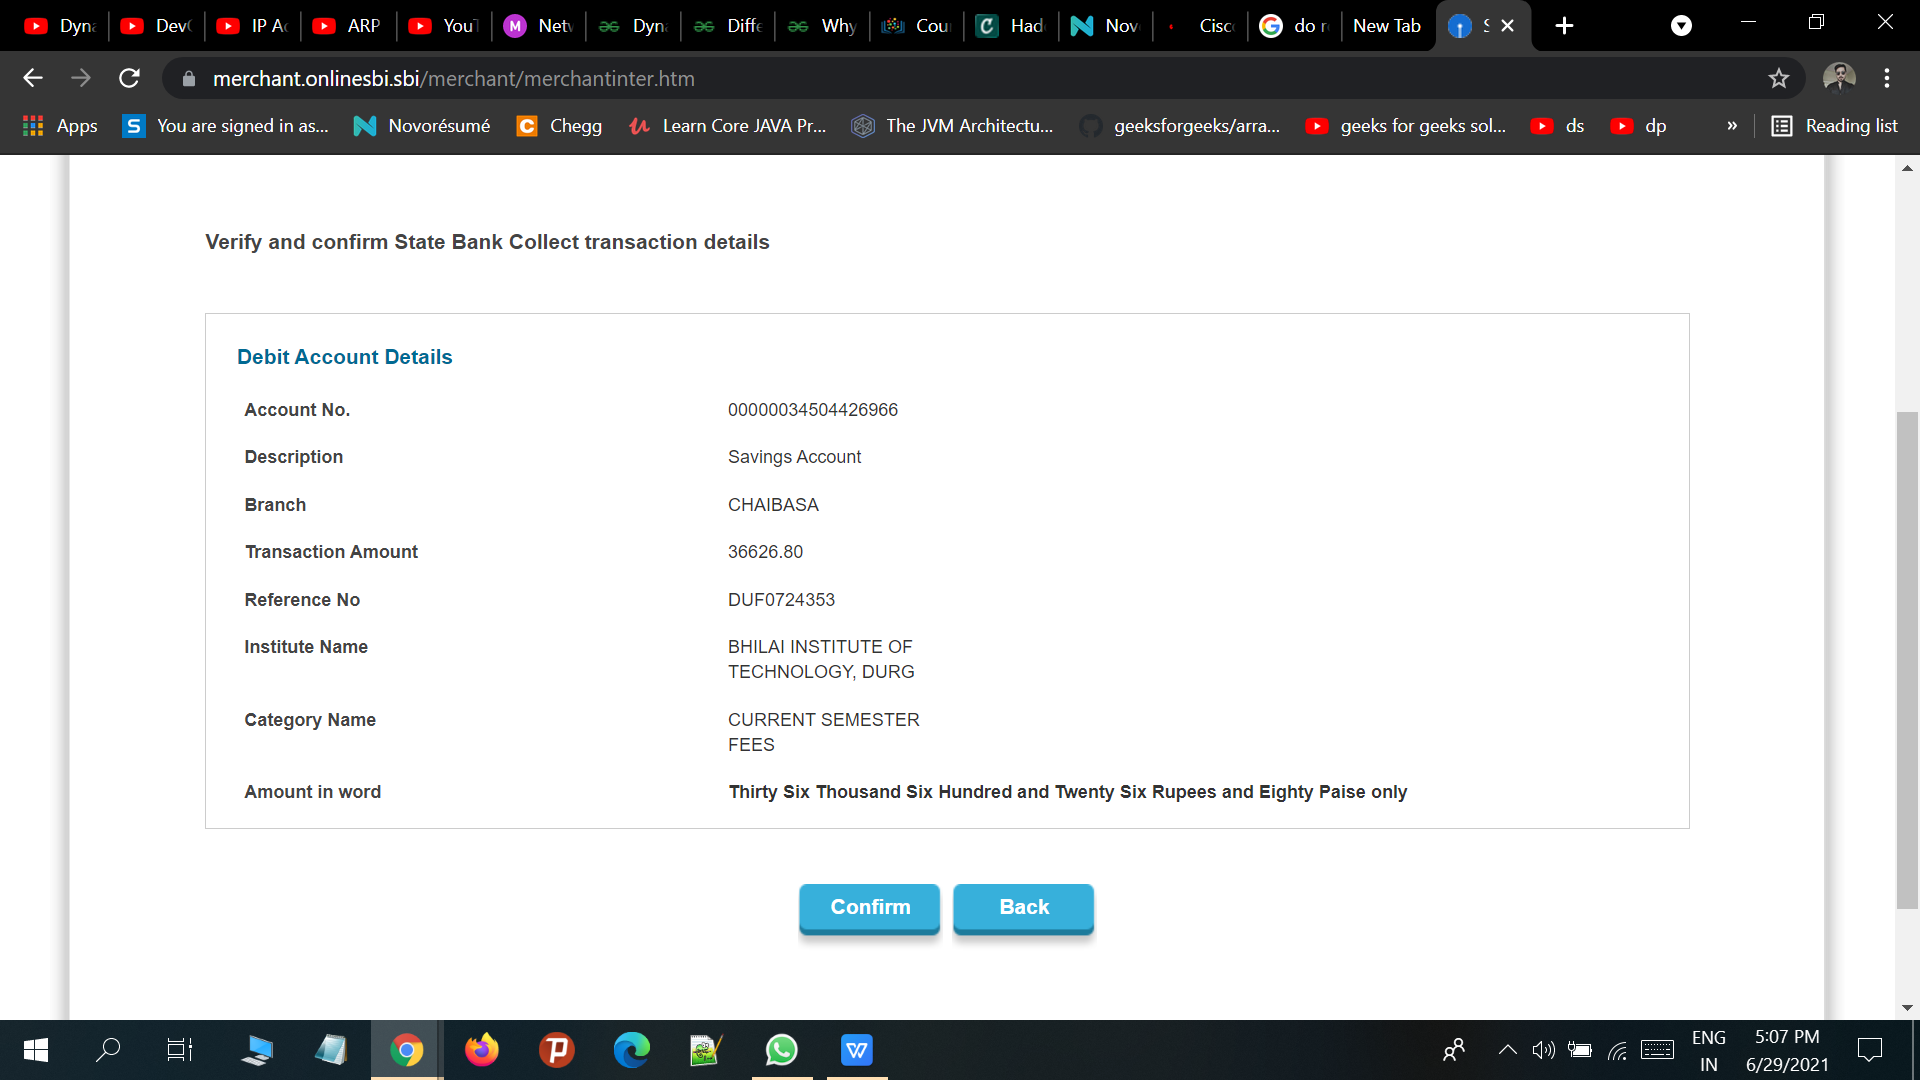 Dyna Dev IP A ARP YouT Netv Dyna Diffe Why Cour Had Nov Cisc do r New Tab S
merchant.onlinesbi.sbi/merchant/merchantinter.htm
Apps You are signed in as... Novorésumé Chegg Learn Core JAVA Pr... The JVM Architectu... geeksforgeeks/arra... geeks for geeks sol... ds dp » Reading list
Verify and confirm State Bank Collect transaction details
Debit Account Details
Account No. 00000034504426966
Description Savings Account
Branch CHAIBASA
Transaction Amount 36626.80
Reference No DUF0724353
Institute Name BHILAI INSTITUTE OF
TECHNOLOGY, DURG
Category Name CURRENT SEMESTER
FEES
Amount in word Thirty Six Thousand Six Hundred and Twenty Six Rupees and Eighty Paise only
Confirm Back
ENG 5:07 PM
IN 6/29/2021